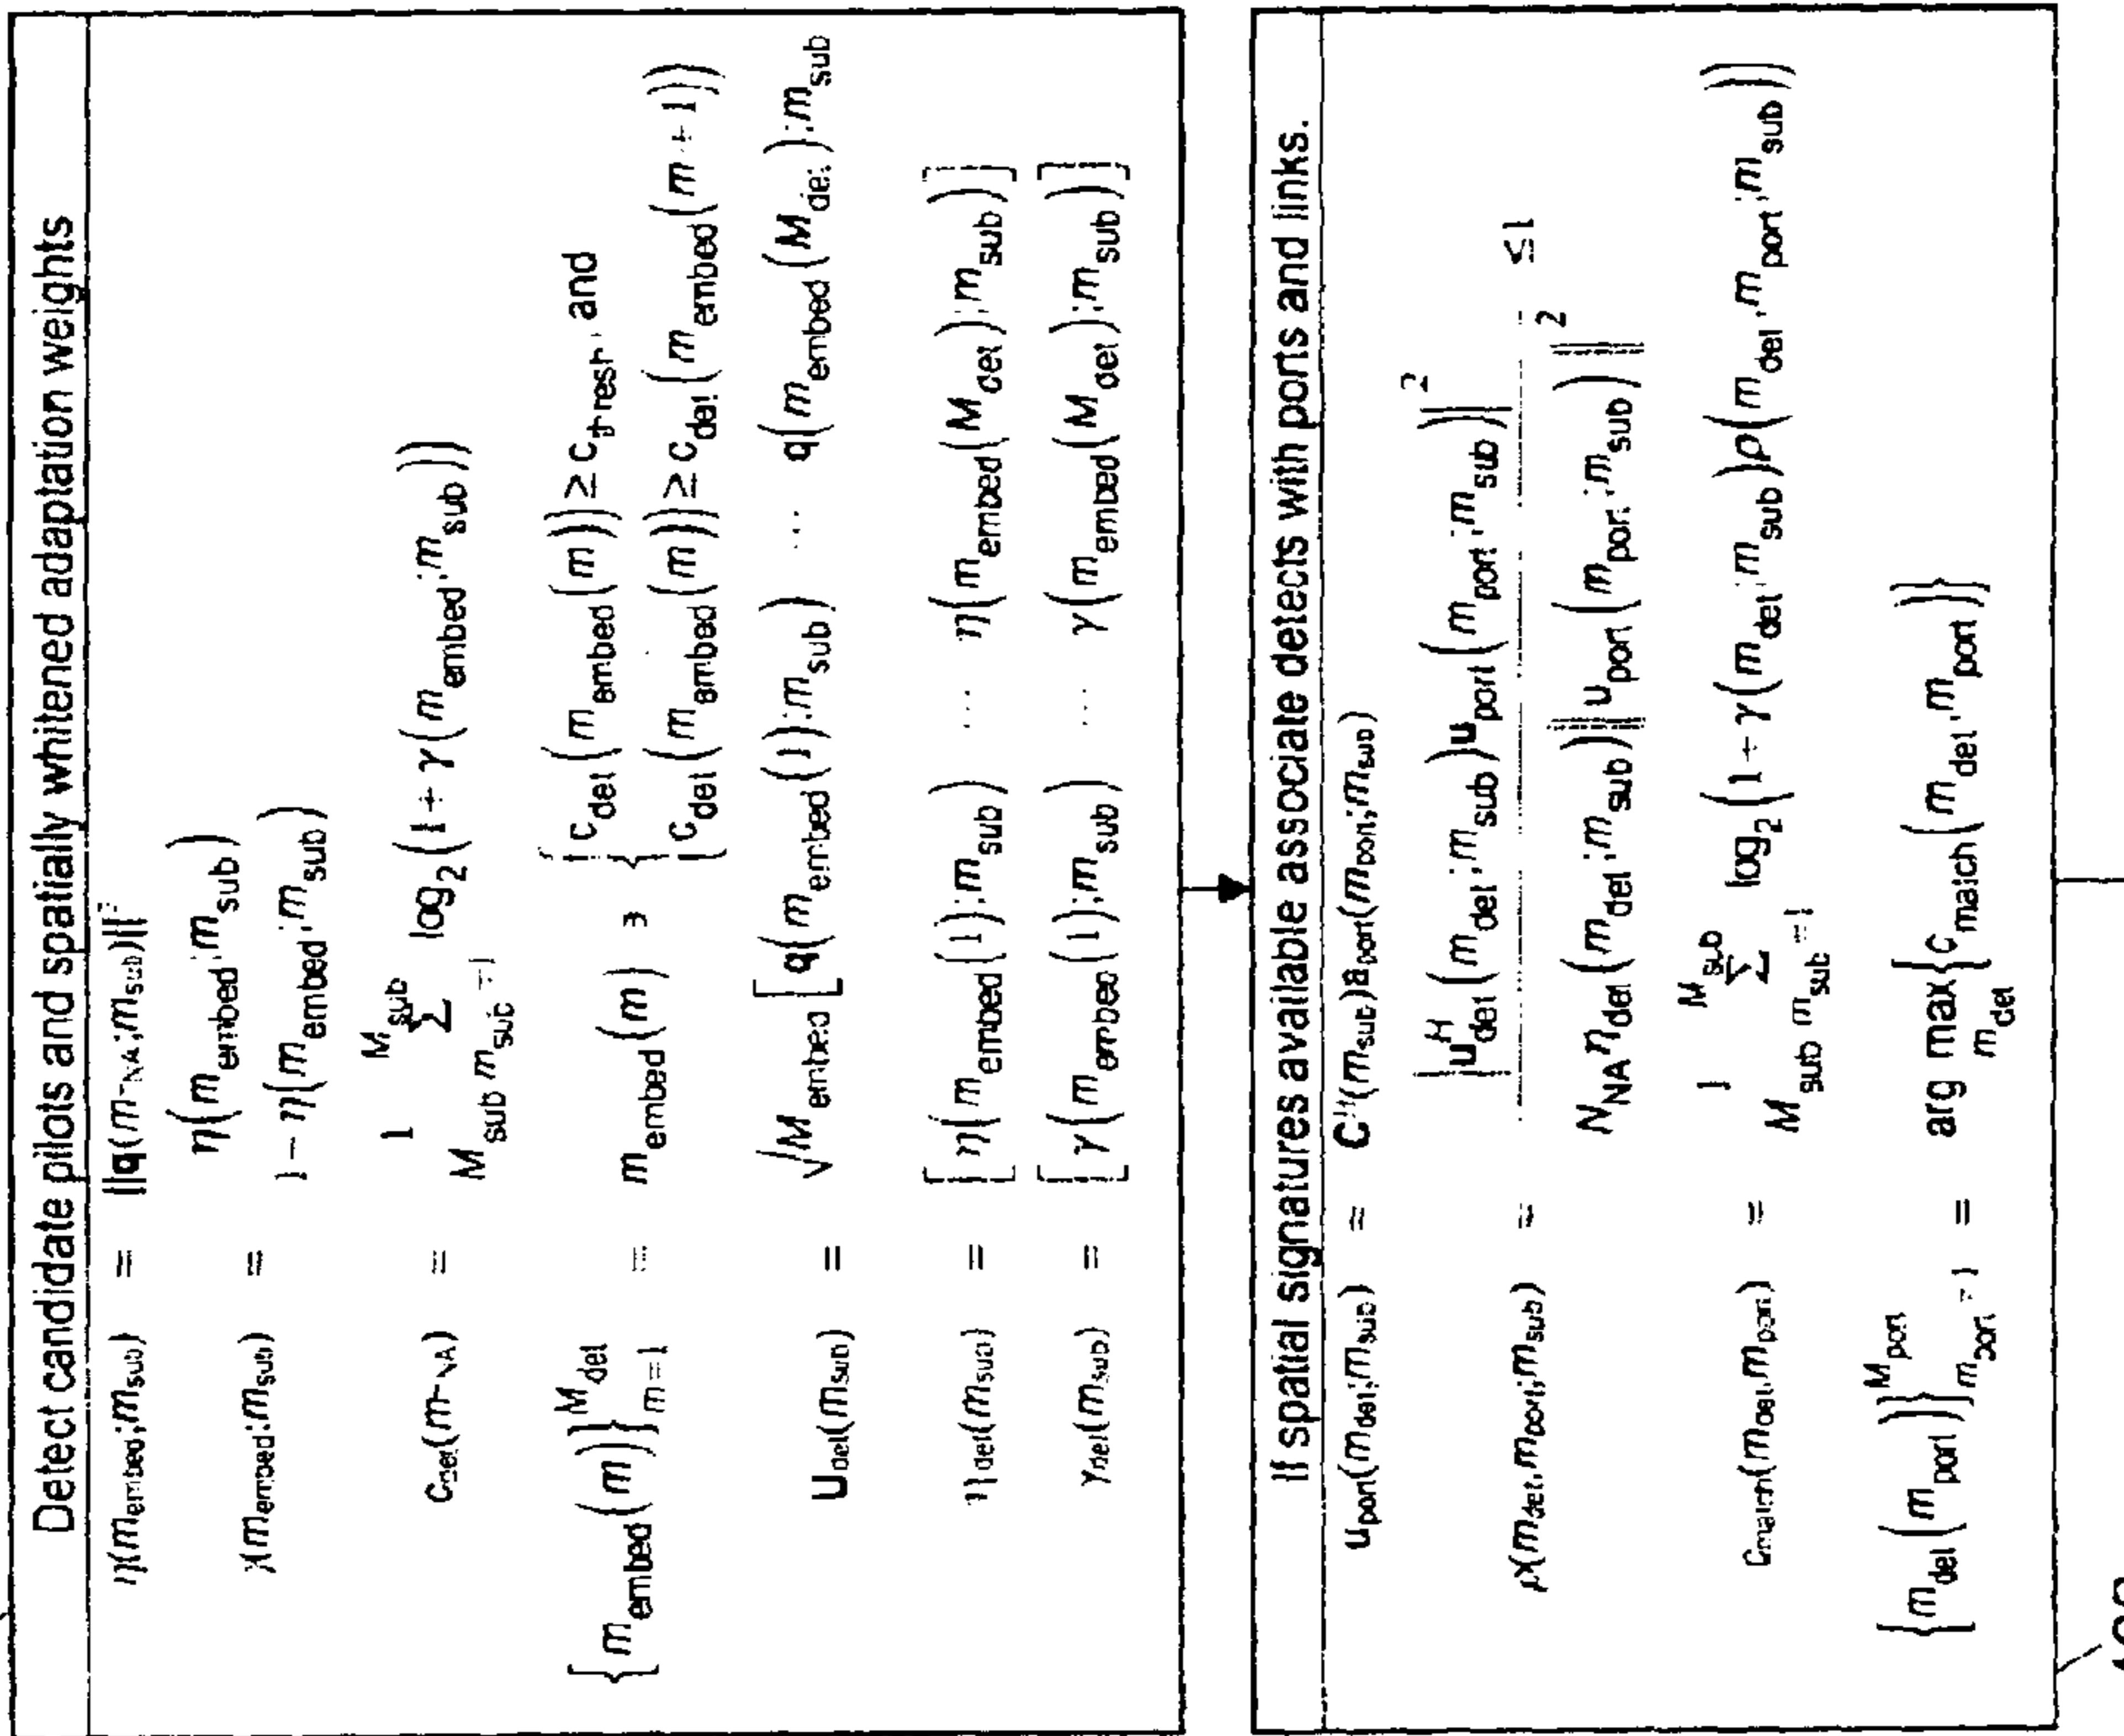 Detect candidate pilots and spatially whitened adaptation weights
η(m_embed;m_sub) = ||q(m_NA;m_sub)||²
γ(m_embed;m_sub) = η(m_embed;m_sub) / 1−η(m_embed;m_sub)
c_det(m_NA) = 1/M_sub Σ_{m_sub=1}^{M_sub} log₂(1+γ(m_embed;m_sub))
{m_embed(m)}_{m=1}^{M_det} = m_embed(m) ∋ { c_det(m_embed(m)) ≥ c_thresh, and
c_det(m_embed(m)) ≥ c_det(m_embed(m+1))
U_det(m_sub) = √M_embed [q(m_embed(1);m_sub) ⋯ q(m_embed(M_det);m_sub
η_det(m_sub) = [η(m_embed(1);m_sub) ⋯ η(m_embed(M_det);m_sub)]
γ_det(m_sub) = [γ(m_embed(1);m_sub) ⋯ γ(m_embed(M_det);m_sub)]
If spatial signatures available associate detects with ports and links.
u_port(m_det;m_sub) = C (m_sub)a_port(m_port;m_sub)
ρ(m_det,m_port;m_sub) = |u_det^H(m_det;m_sub)u_port(m_port;m_sub)|² / N_NA η_det(m_det;m_sub)||u_port(m_port;m_sub)||² ≤1
c_match(m_det,m_port) = 1/M_sub Σ_{m_sub=1}^{M_sub} log₂(1+γ(m_det;m_sub)ρ(m_det,m_port;m_sub))
{m_det(m_port)}_{m_port=1}^{M_port} = arg max_{m_det}{c_match(m_det,m_port)}